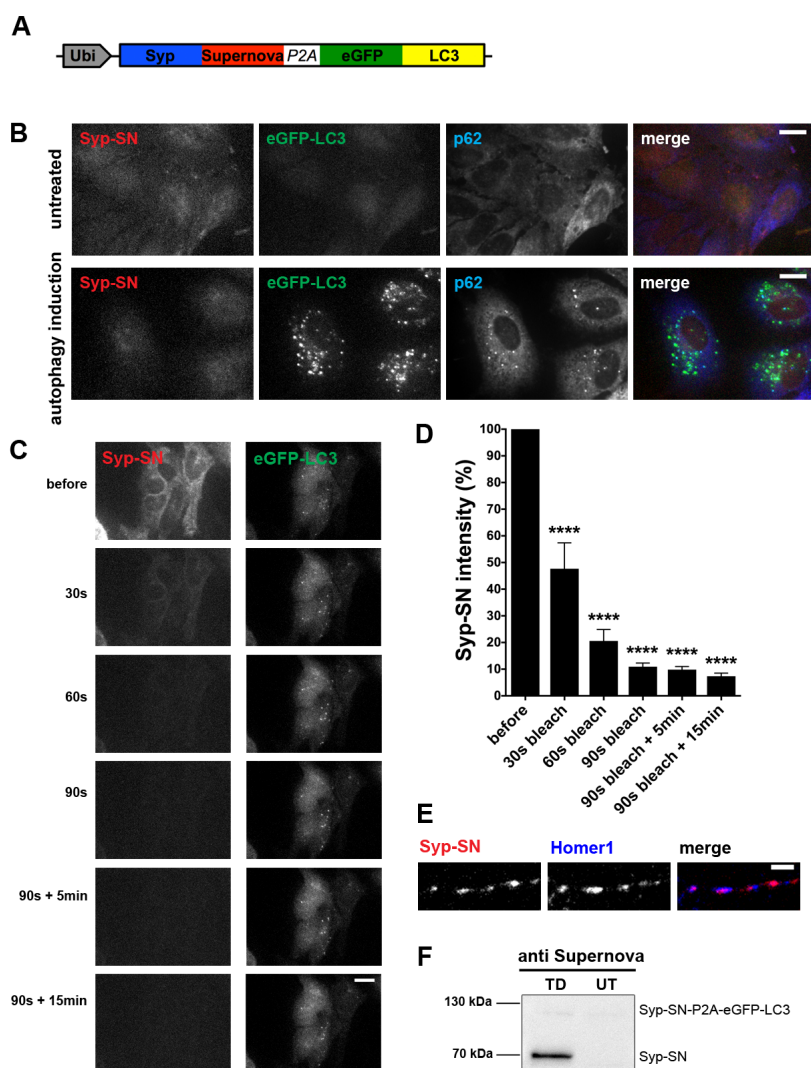 A
Ubi Syp Supernova P2A eGFP LC3
B
untreated
Syp-SN eGFP-LC3 p62 merge
autophagy induction
Syp-SN eGFP-LC3 p62 merge
C
Syp-SN eGFP-LC3
before
30s
60s
90s
90s + 5min
90s + 15min
D
Syp-SN intensity (%)
100
90
80
70
60
50
40
30
20
10
0
****
****
****
****
****
before
30s bleach
60s bleach
90s bleach
90s bleach + 5min
90s bleach + 15min
E
Syp-SN Homer1 merge
F
anti Supernova
TD UT
130 kDa
Syp-SN-P2A-eGFP-LC3
70 kDa
Syp-SN